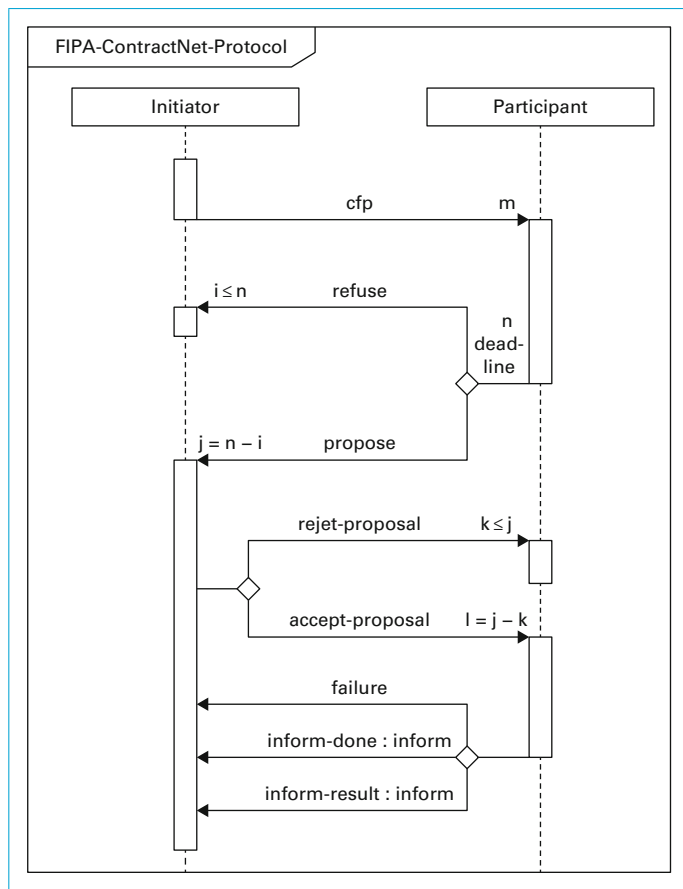 FIPA-ContractNet-Protocol
Initiator
Participant
cfp
m
i ≤ n
refuse
n
dead-
line
j = n – i
propose
rejet-proposal
k ≤ j
accept-proposal
l = j – k
failure
inform-done : inform
inform-result : inform